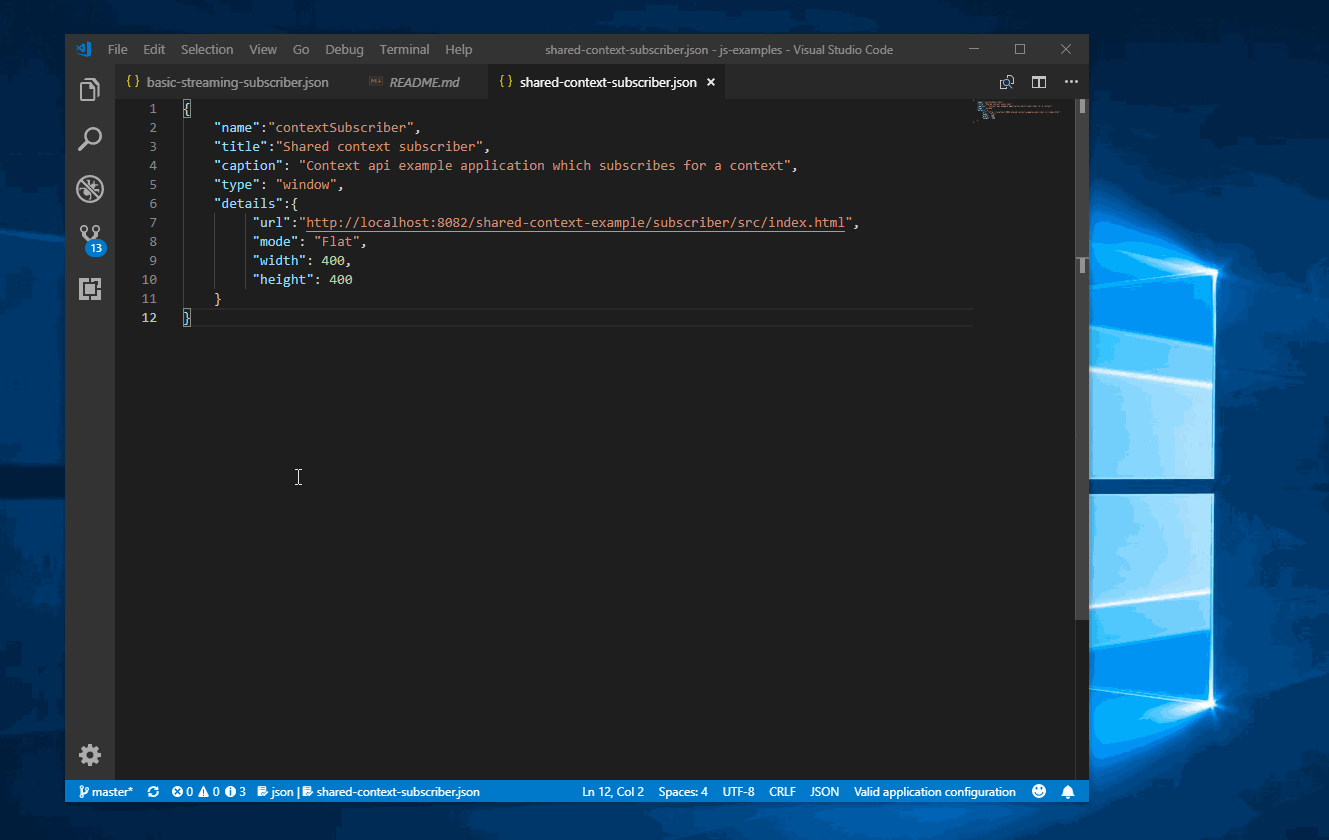 File Edit Selection View Go Debug Terminal Help shared-context-subscriber.json - js-examples - Visual Studio Code
{} basic-streaming-subscriber.json README.md {} shared-context-subscriber.json
1 {
2 "name":"contextSubscriber",
3 "title":"Shared context subscriber",
4 "caption": "Context api example application which subscribes for a context",
5 "type": "window",
6 "details":{
7 "url":"http://localhost:8082/shared-context-example/subscriber/src/index.html",
8 "mode": "Flat",
9 "width": 400,
10 "height": 400
11 }
12 }
13
master* 0 0 3 json | shared-context-subscriber.json Ln 12, Col 2 Spaces: 4 UTF-8 CRLF JSON Valid application configuration